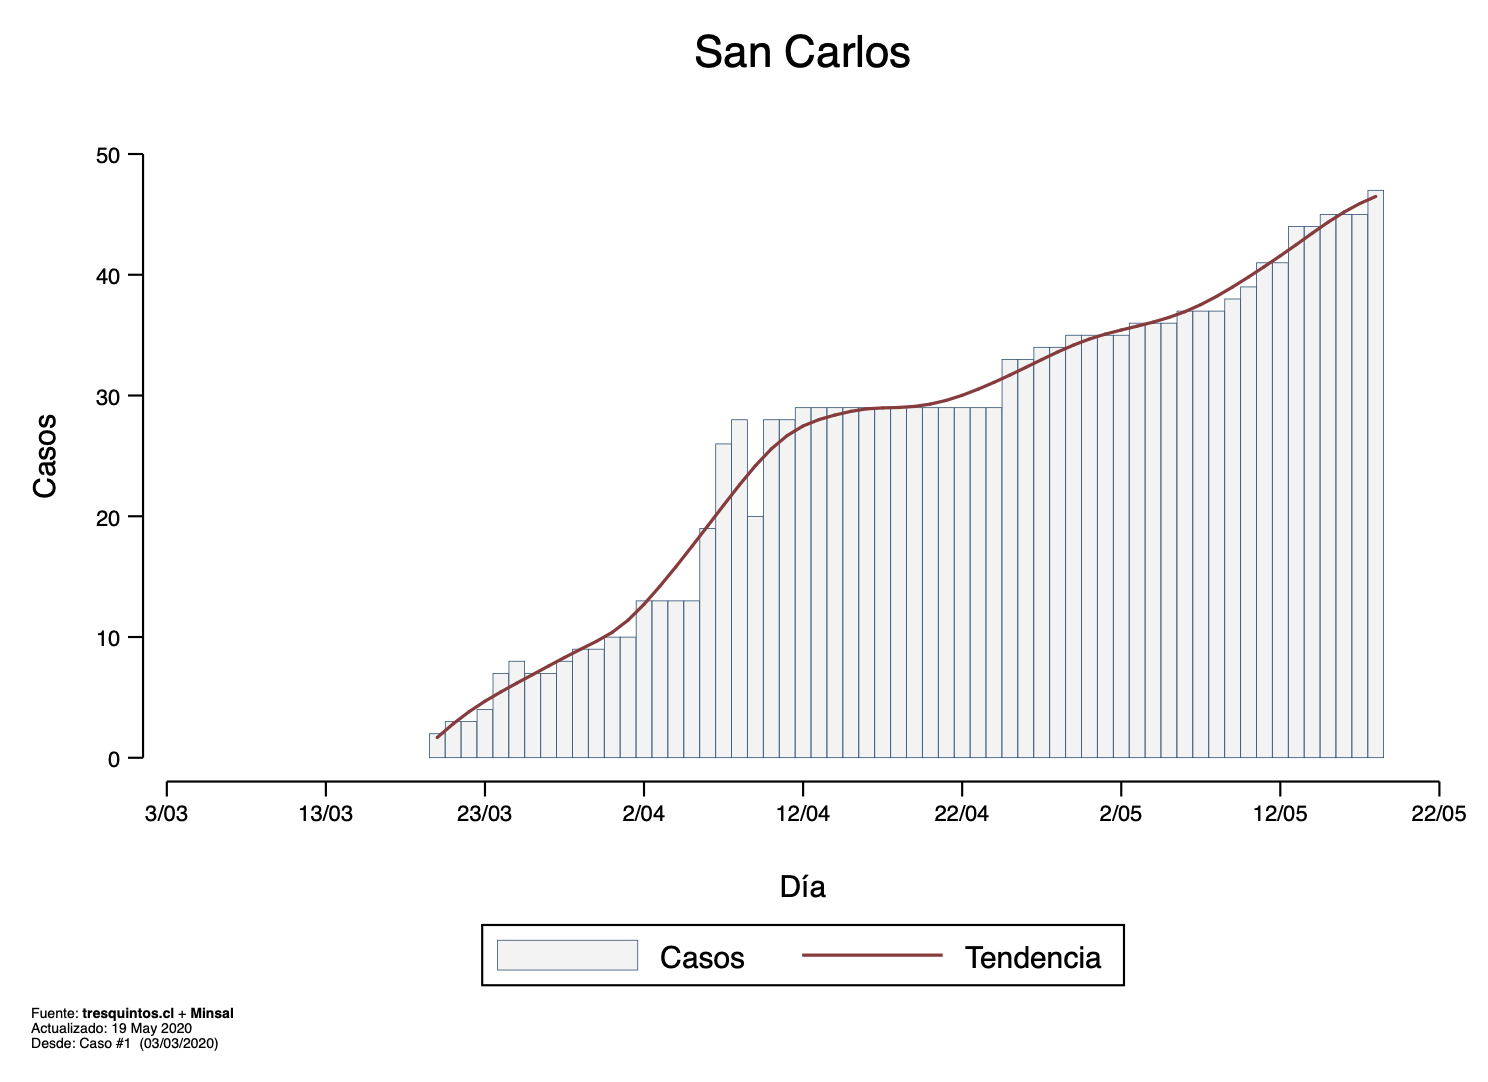 San Carlos
50
40
30
20
10
0
Casos
3/03 13/03 23/03 2/04 12/04 22/04 2/05 12/05 22/05
Día
Casos Tendencia
Fuente: tresquintos.cl + Minsal
Actualizado: 19 May 2020
Desde: Caso #1 (03/03/2020)